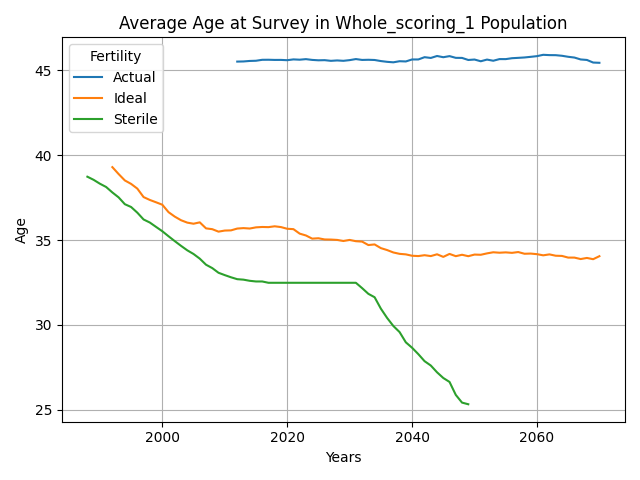 Average Age at Survey in Whole_scoring_1 Population
Fertility
Actual
Ideal
Sterile
45
40
35
30
25
Age
2000
2020
2040
2060
Years